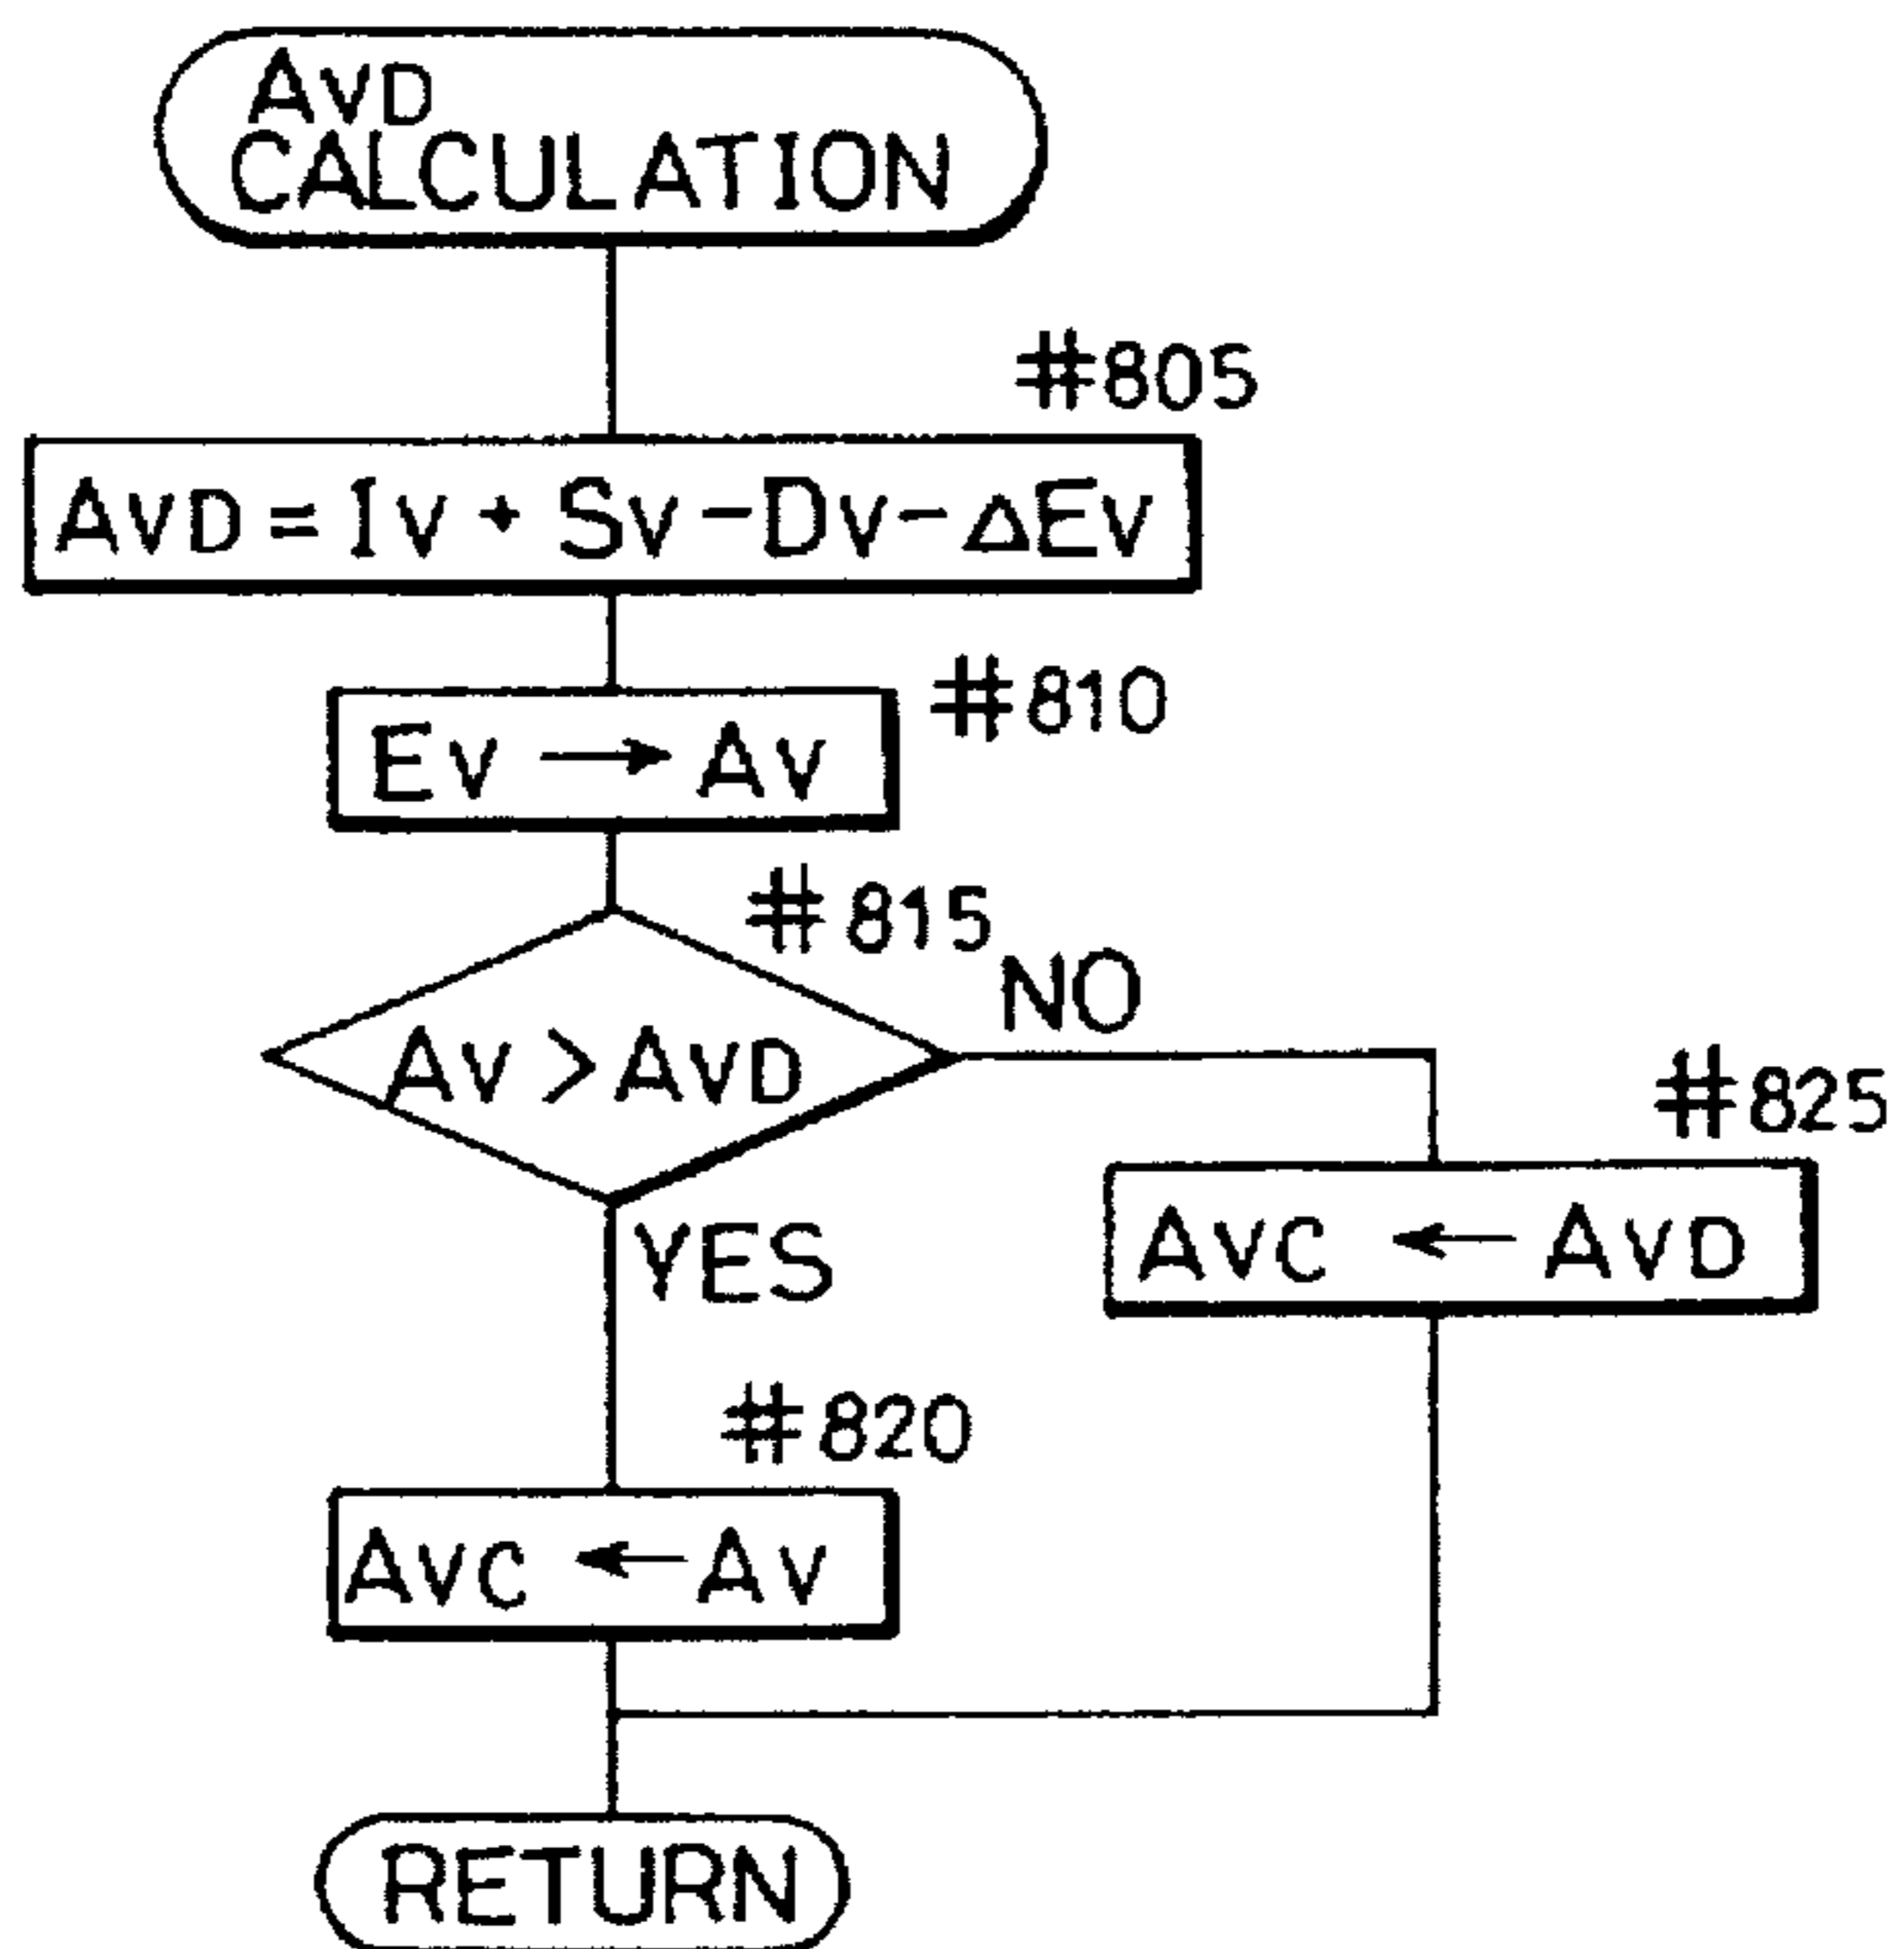 AVD
CALCULATION
#805
AVD = IV + SV - DV - ΔEV
#810
EV → AV
#815
NO
AV > AVD
#825
AVC ← AVD
YES
#820
AVC ← AV
RETURN